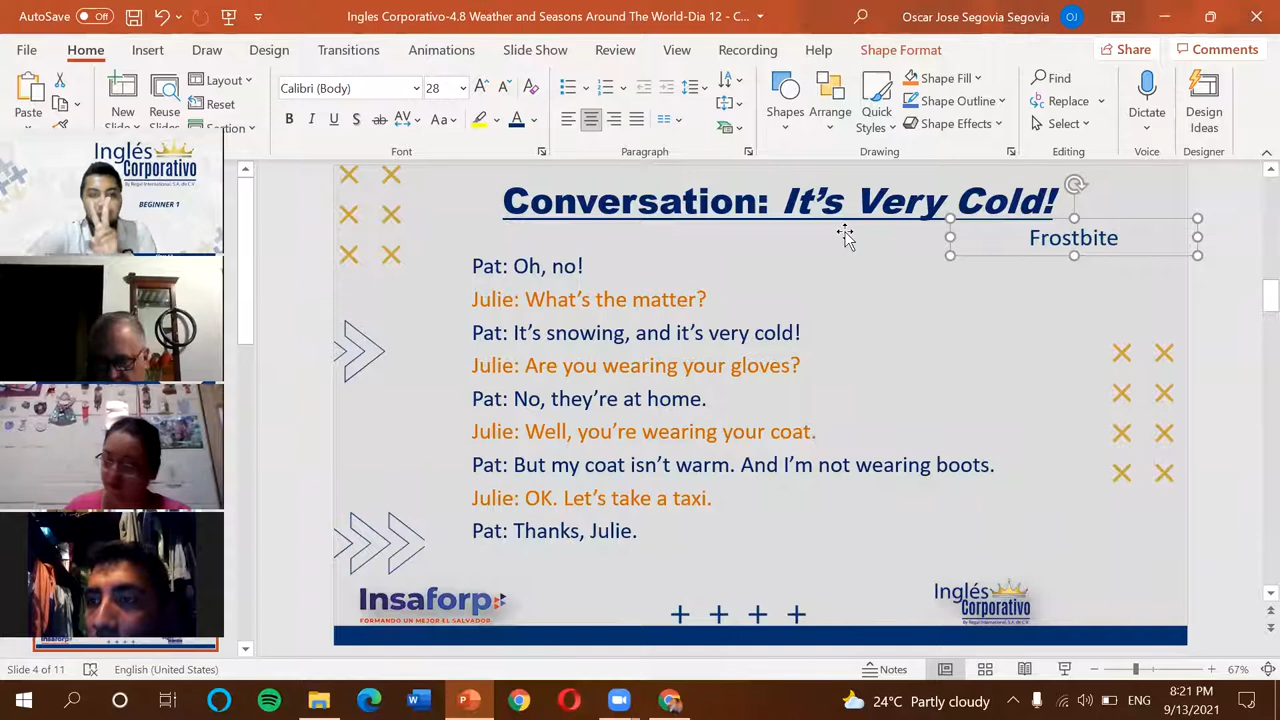 AutoSave Off Ingles Corporativo-4.8 Weather and Seasons Around The World-Dia 12 - C... Oscar Jose Segovia Segovia OJ
File Home Insert Draw Design Transitions Animations Slide Show Review View Recording Help Shape Format Share Comments
Paste New Slide Reuse Slides Layout Reset Section Calibri (Body) 28 Shapes Arrange Quick Styles Shape Fill Shape Outline Shape Effects Find Replace Select Dictate Design Ideas
Font Paragraph Drawing Editing Voice Designer
Inglés Corporativo
By Regal International, S.A. de C.V.
BEGINNER 1
Conversation: It's Very Cold!
Frostbite
Pat: Oh, no!
Julie: What's the matter?
Pat: It's snowing, and it's very cold!
Julie: Are you wearing your gloves?
Pat: No, they're at home.
Julie: Well, you're wearing your coat.
Pat: But my coat isn't warm. And I'm not wearing boots.
Julie: OK. Let's take a taxi.
Pat: Thanks, Julie.
Insaforp
FORMANDO UN MEJOR EL SALVADOR
Inglés Corporativo
Slide 4 of 11 English (United States) Notes 67%
24°C Partly cloudy ENG 8:21 PM
9/13/2021